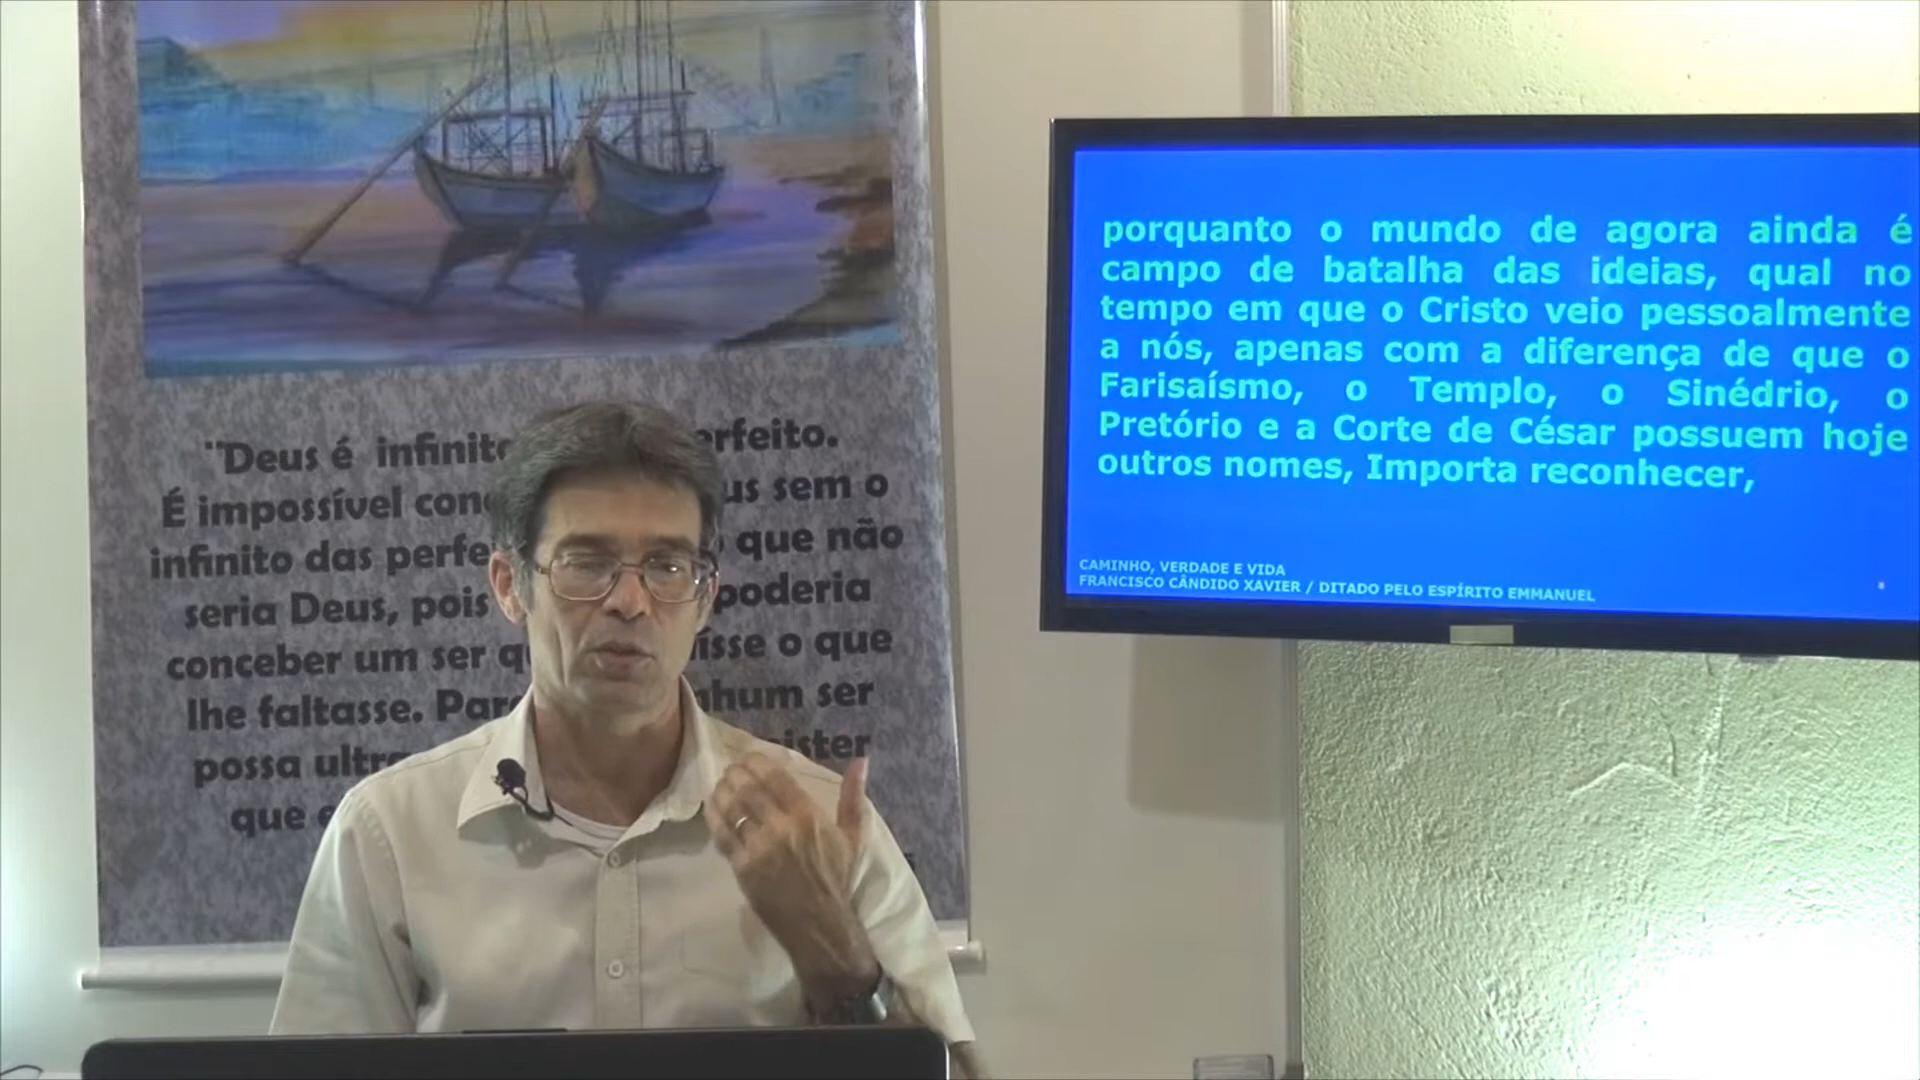 ¨Deus é infinit
erfeito.
É impossível con
us sem o
infinito das perfe
que não
seria Deus, pois
poderia
conceber um ser q
ísse o que
lhe faltasse. Par
nhum ser
possa ultr
ister
que
porquanto o mundo de agora ainda é
campo de batalha das ideias, qual no
tempo em que o Cristo veio pessoalmente
a nós, apenas com a diferença de que o
Farisaísmo, o Templo, o Sinédrio, o
Pretório e a Corte de César possuem hoje
outros nomes, Importa reconhecer,
CAMINHO, VERDADE E VIDA
FRANCISCO CÂNDIDO XAVIER / DITADO PELO ESPÍRITO EMMANUEL